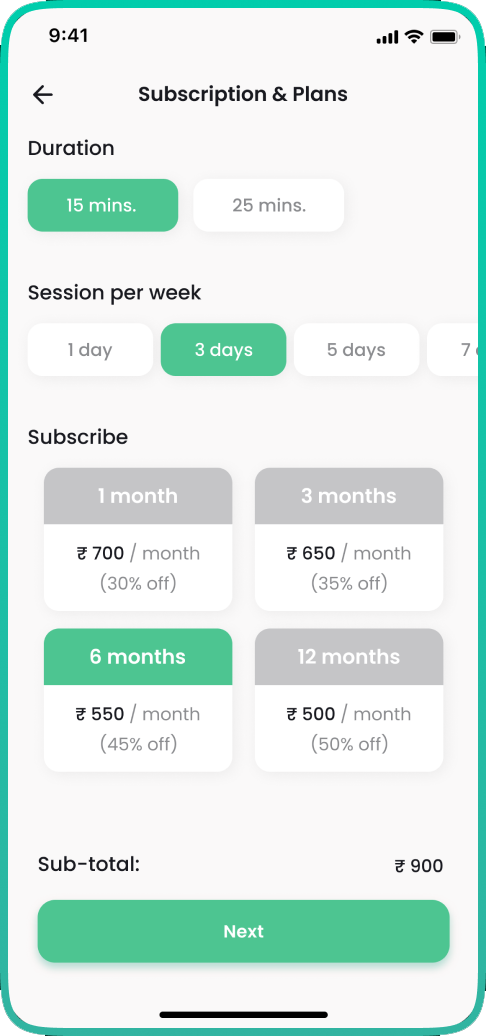 9:41
Subscription & Plans
Duration
15 mins.
25 mins.
Session per week
1 day
3 days
5 days
7
Subscribe
1 month
3 months
₹ 700 / month
₹ 650 / month
(30% off)
(35% off)
6 months
12 months
₹ 550 / month
₹ 500 / month
(45% off)
(50% off)
Sub-total:
₹ 900
Next